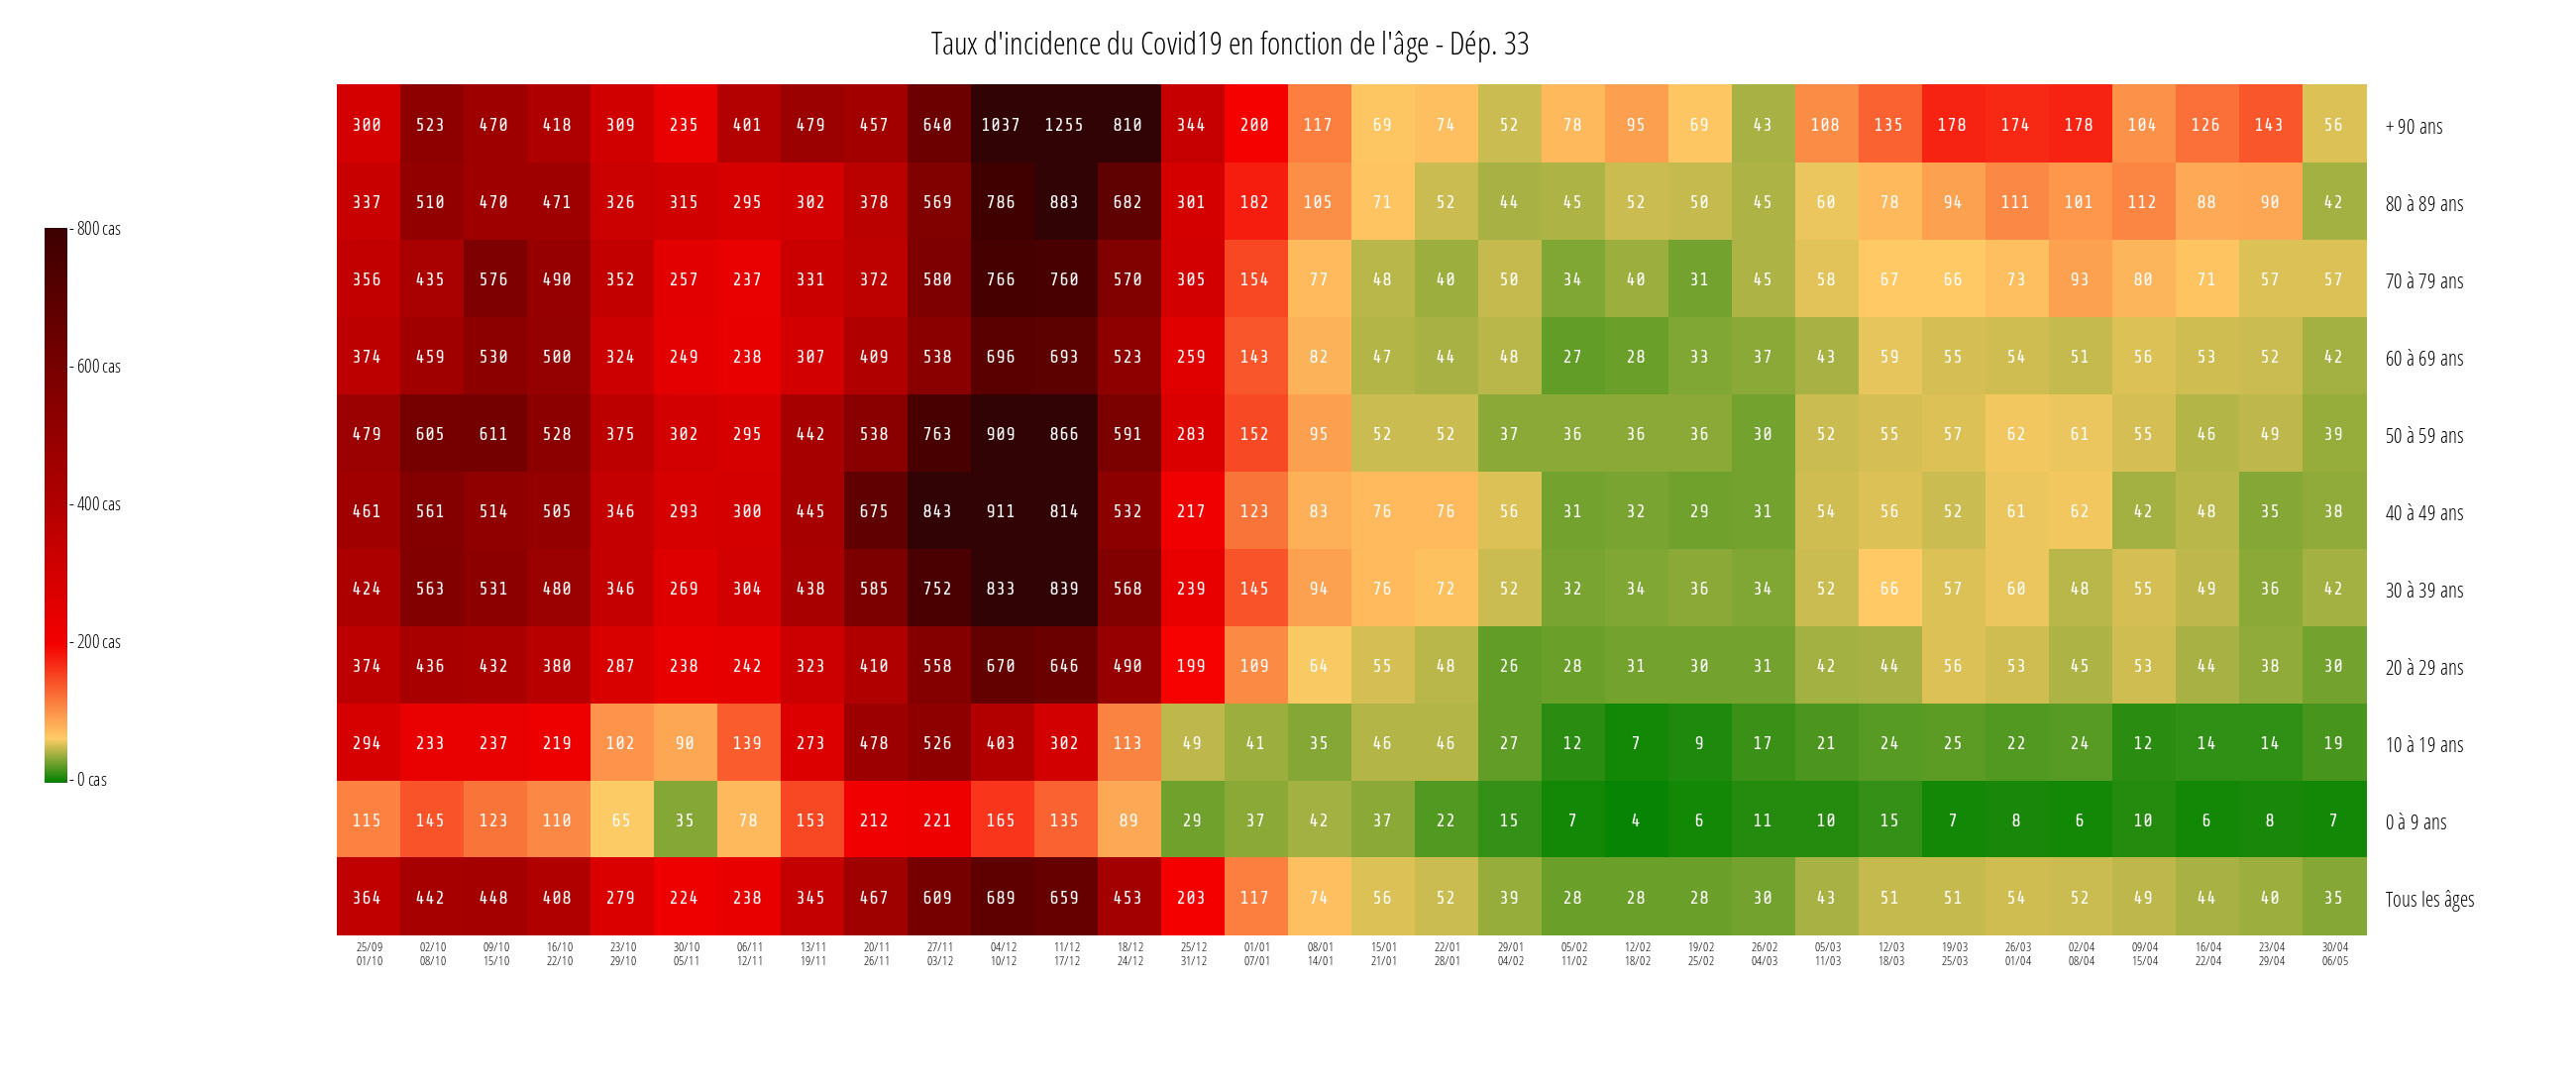 Taux d'incidence du Covid19 en fonction de l'âge - Dép. 33
300 523 470 418 309 235 401 479 457 640 1037 1255 810 344 200 117 69 74 52 78 95 69 43 108 135 178 174 178 104 126 143 56 + 90 ans
337 510 470 471 326 315 295 302 378 569 786 883 682 301 182 105 71 52 44 45 52 50 45 60 78 94 111 101 112 88 90 42 80 à 89 ans
- 800 cas
356 435 576 490 352 257 237 331 372 580 766 760 570 305 154 77 48 40 50 34 40 31 45 58 67 66 73 93 80 71 57 57 70 à 79 ans
374 459 530 500 324 249 238 307 409 538 696 693 523 259 143 82 47 44 48 27 28 33 37 43 59 55 54 51 56 53 52 42 60 à 69 ans
- 600 cas
479 605 611 528 375 302 295 442 538 763 909 866 591 283 152 95 52 52 37 36 36 36 30 52 55 57 62 61 55 46 49 39 50 à 59 ans
- 400 cas
461 561 514 505 346 293 300 445 675 843 911 814 532 217 123 83 76 76 56 31 32 29 31 54 56 52 61 62 42 48 35 38 40 à 49 ans
424 563 531 480 346 269 304 438 585 752 833 839 568 239 145 94 76 72 52 32 34 36 34 52 66 57 60 48 55 49 36 42 30 à 39 ans
- 200 cas
374 436 432 380 287 238 242 323 410 558 670 646 490 199 109 64 55 48 26 28 31 30 31 42 44 56 53 45 53 44 38 30 20 à 29 ans
294 233 237 219 102 90 139 273 478 526 403 302 113 49 41 35 46 46 27 12 7 9 17 21 24 25 22 24 12 14 14 19 10 à 19 ans
- 0 cas
115 145 123 110 65 35 78 153 212 221 165 135 89 29 37 42 37 22 15 7 4 6 11 10 15 7 8 6 10 6 8 7 0 à 9 ans
364 442 448 408 279 224 238 345 467 609 689 659 453 203 117 74 56 52 39 28 28 28 30 43 51 51 54 52 49 44 40 35 Tous les âges
25/09 02/10 09/10 16/10 23/10 30/10 06/11 13/11 20/11 27/11 04/12 11/12 18/12 25/12 01/01 08/01 15/01 22/01 29/01 05/02 12/02 19/02 26/02 05/03 12/03 19/03 26/03 02/04 09/04 16/04 23/04 30/04
01/10 08/10 15/10 22/10 29/10 05/11 12/11 19/11 26/11 03/12 10/12 17/12 24/12 31/12 07/01 14/01 21/01 28/01 04/02 11/02 18/02 25/02 04/03 11/03 18/03 25/03 01/04 08/04 15/04 22/04 29/04 06/05